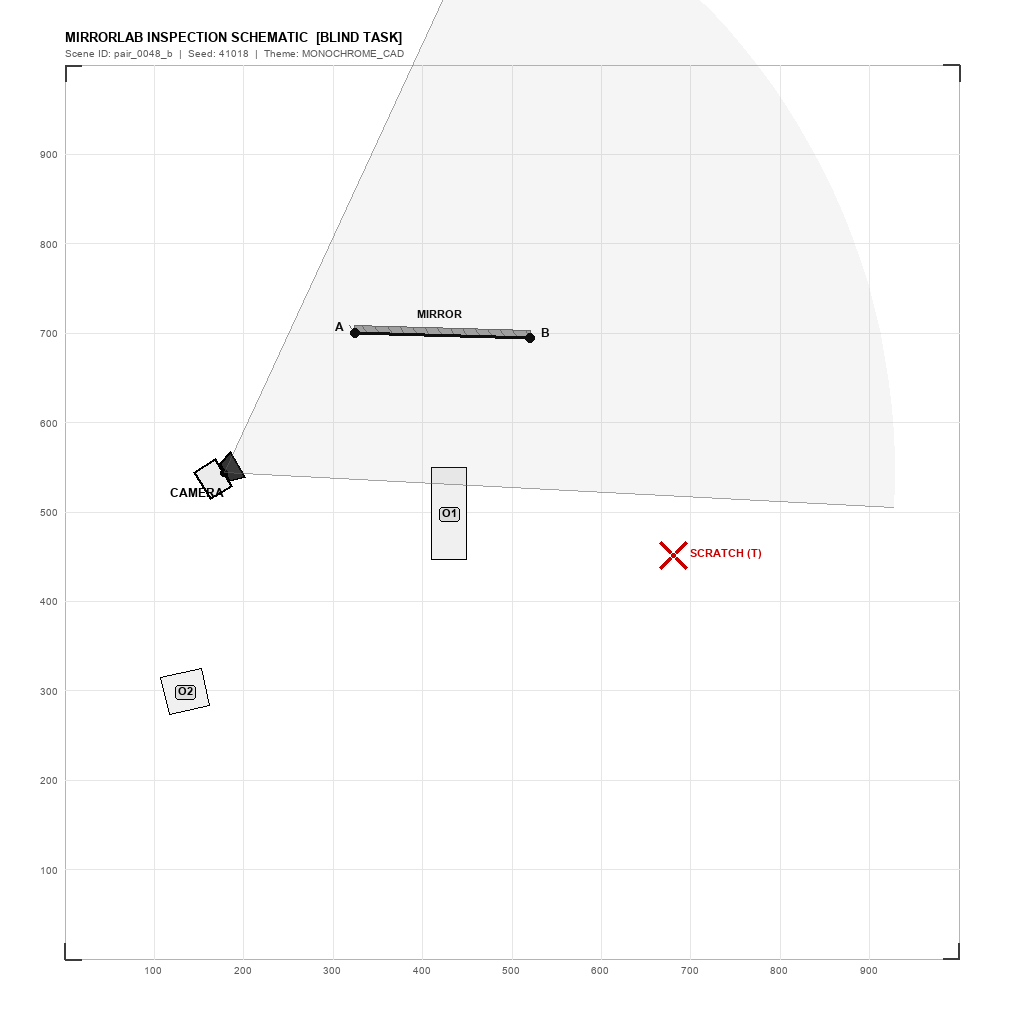 MIRRORLAB INSPECTION SCHEMATIC  [BLIND TASK]
Scene ID: pair_0048_b  |  Seed: 41018  |  Theme: MONOCHROME_CAD
900
800
MIRROR
A
B
700
600
CAMERA
O1
500
SCRATCH (T)
400
O2
300
200
100
100 200 300 400 500 600 700 800 900